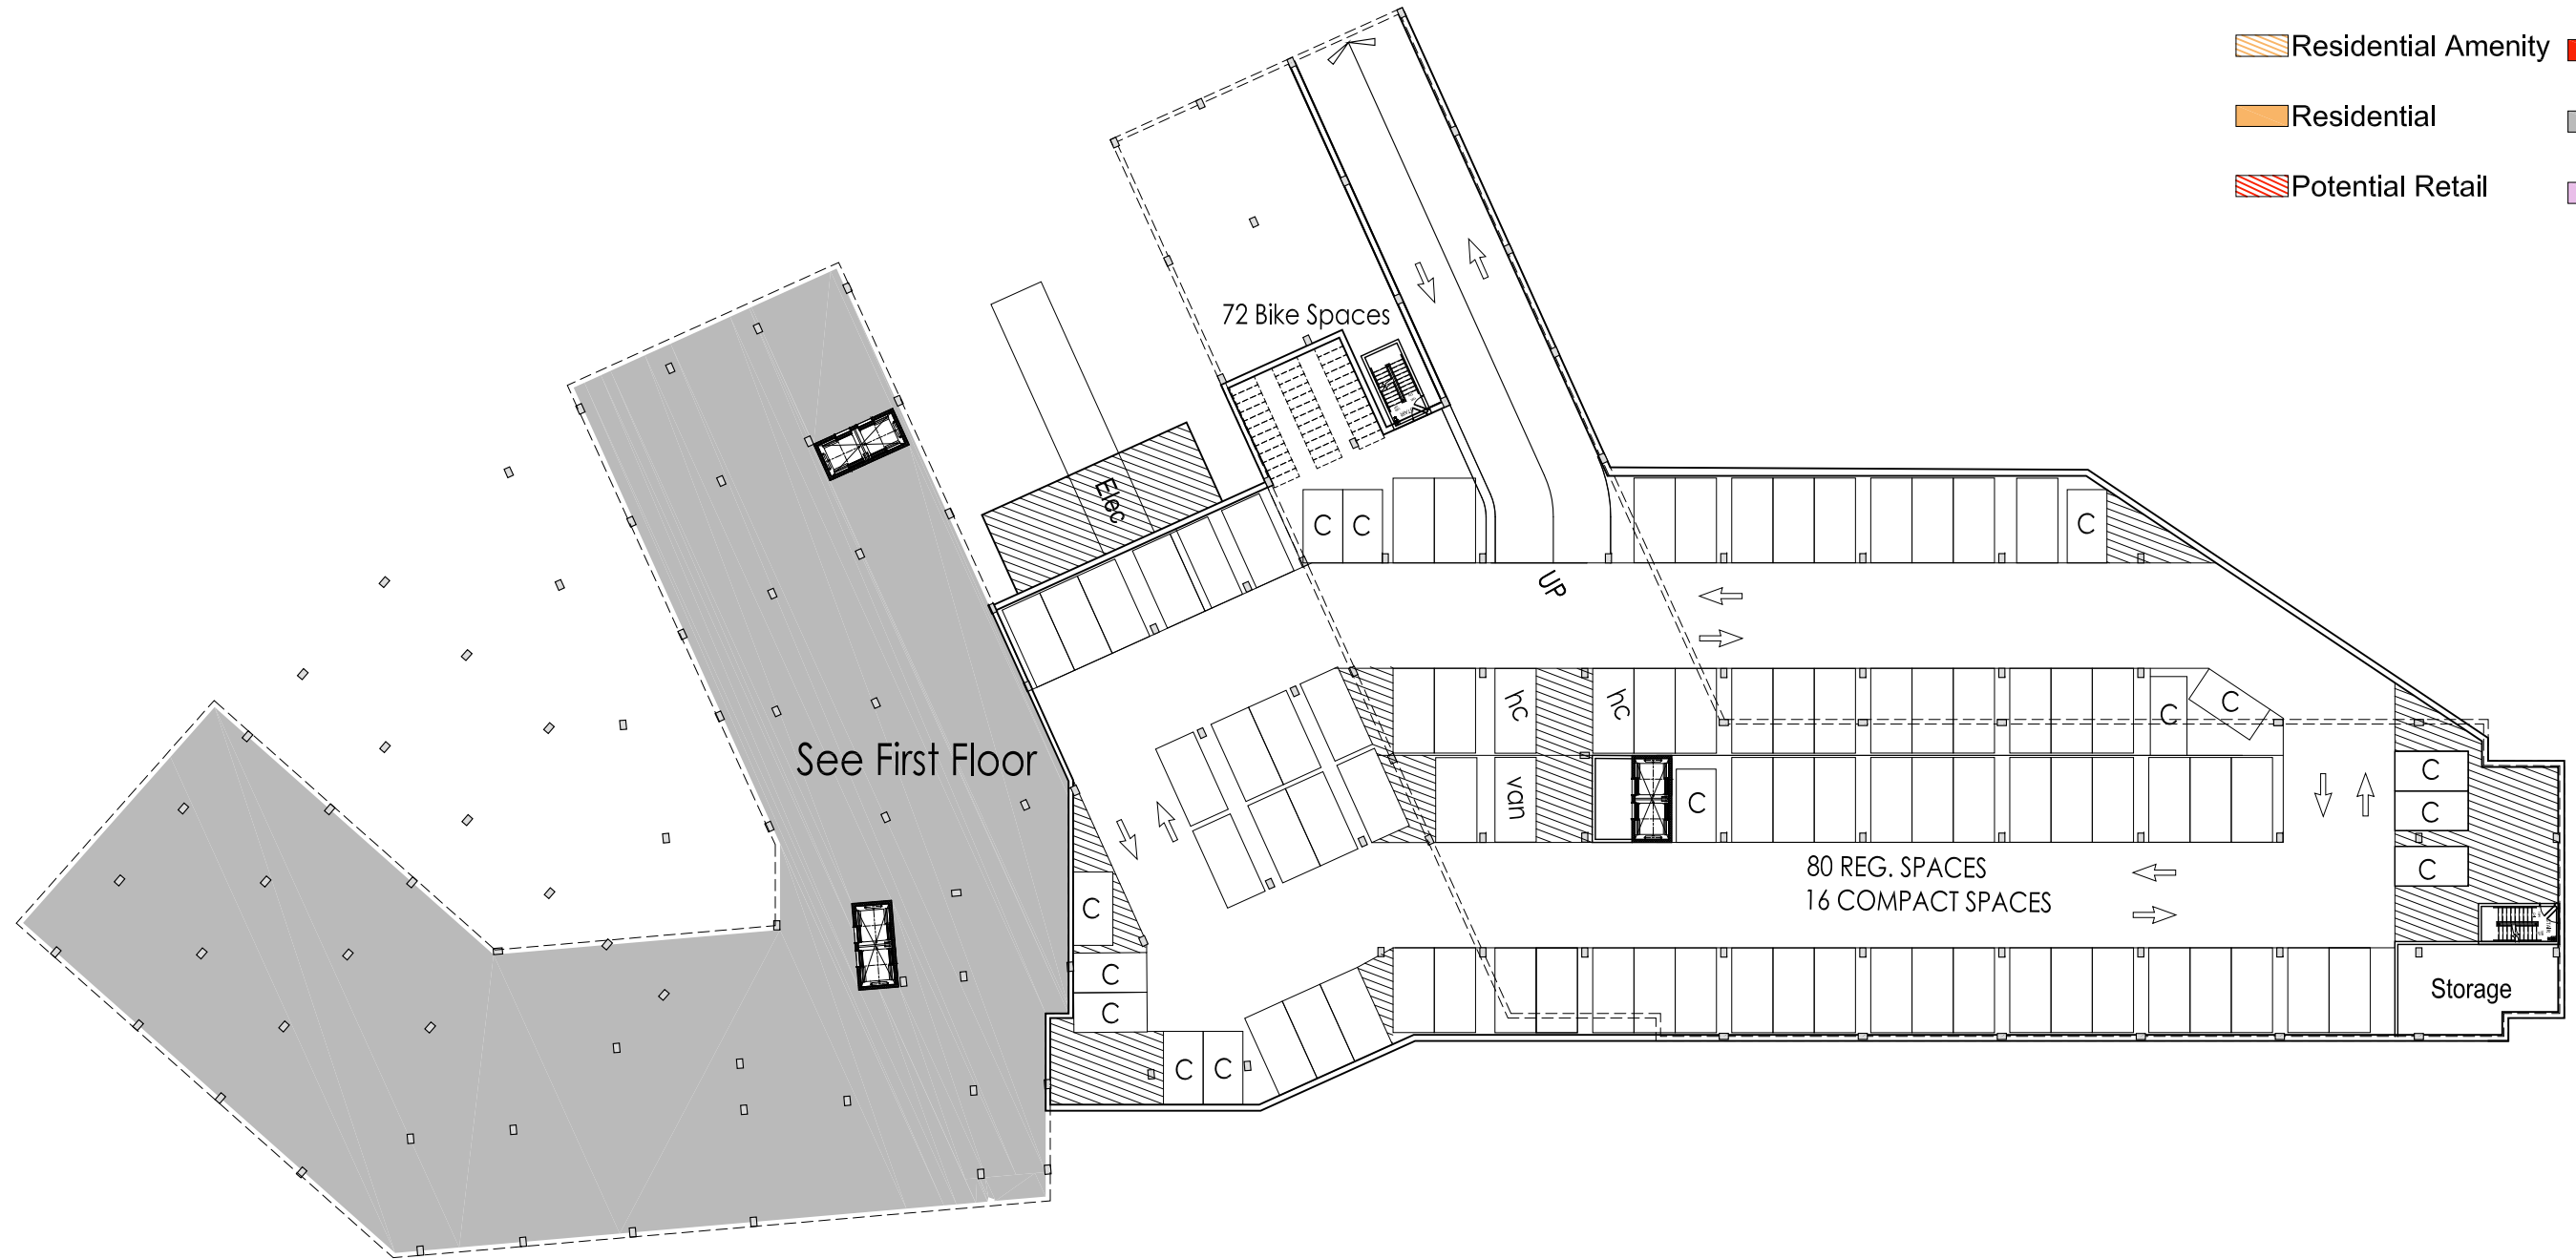 Residential Amenity
Residential
Potential Retail
72 Bike Spaces
Elec
C C
C
UP
hc
hc
C
C
See First Floor
van
C
C
C
C
80 REG. SPACES
16 COMPACT SPACES
C
C
C
Storage
C C